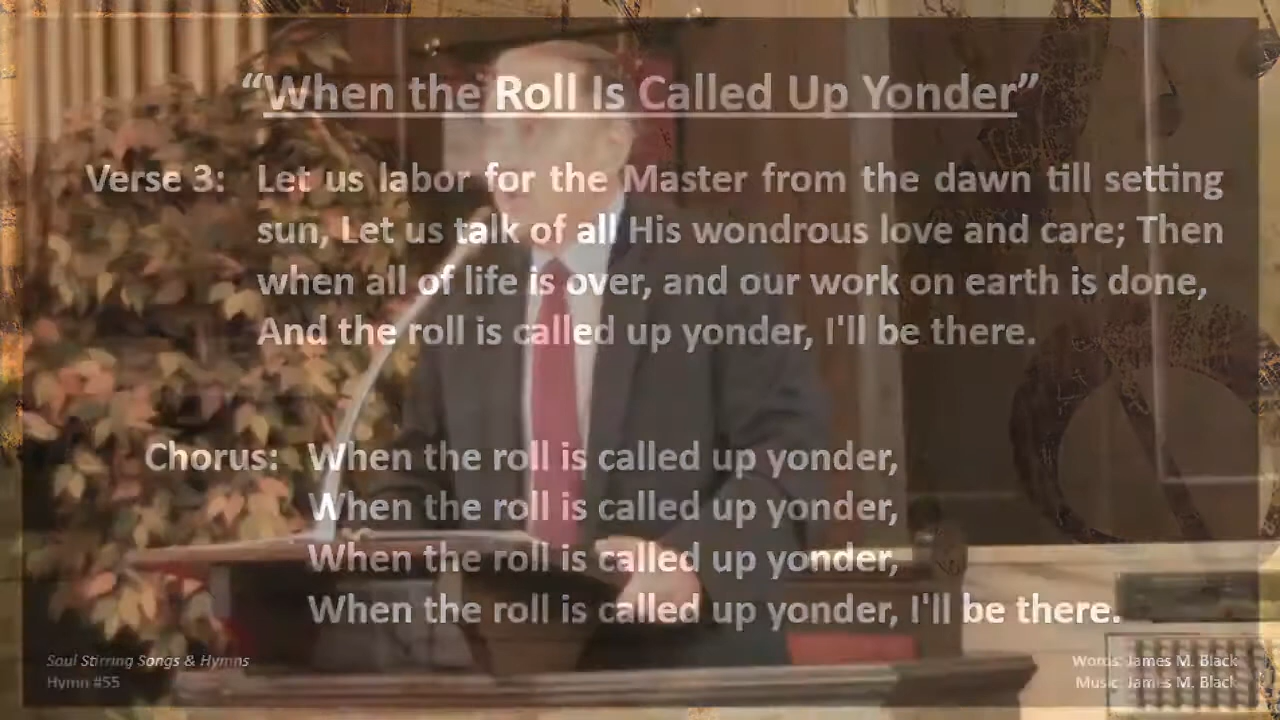 “When the Roll Is Called Up Yonder”
Verse 3: Let us labor for the Master from the dawn till setting
sun, Let us talk of all His wondrous love and care; Then
when all of life is over, and our work on earth is done,
And the roll is called up yonder, I'll be there.
Chorus: When the roll is called up yonder,
When the roll is called up yonder,
When the roll is called up yonder,
When the roll is called up yonder, I'll be there.
Soul Stirring Songs & Hymns
Hymn #55
Words: James M. Black
Music: James M. Black